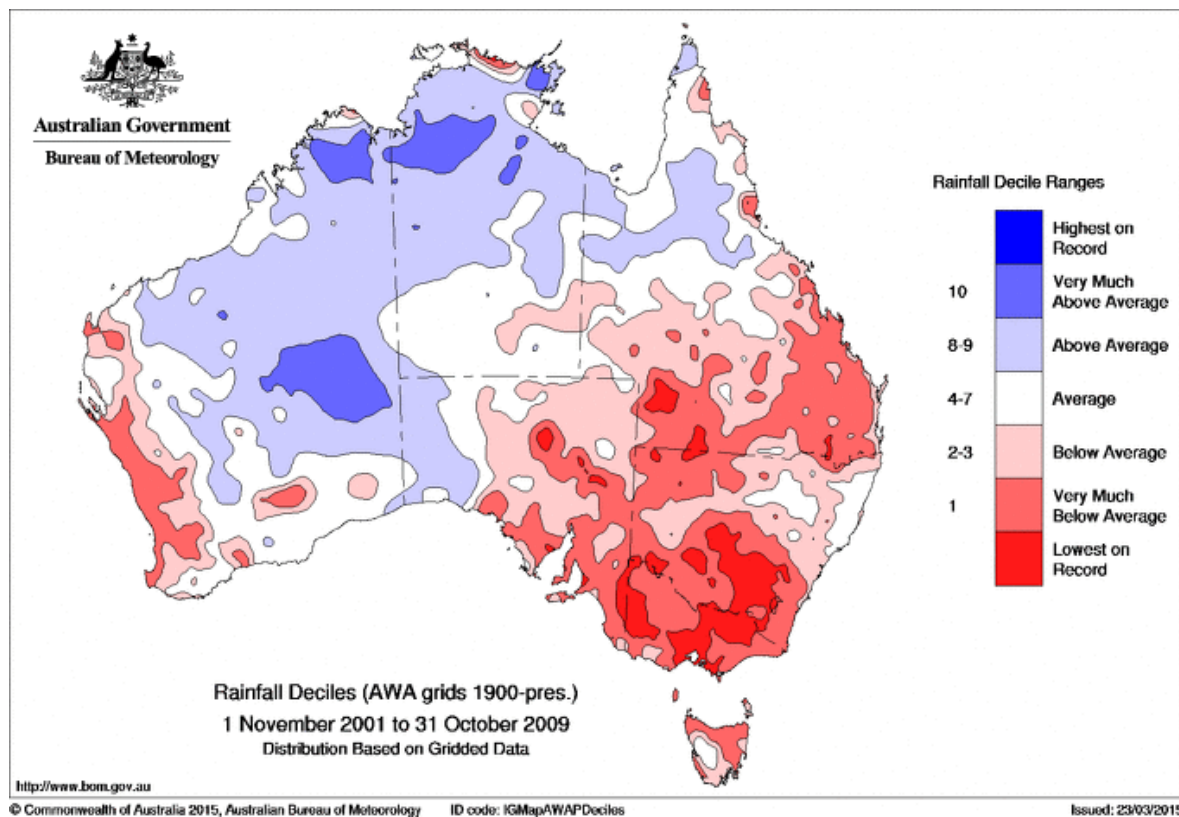 Australian Government
Bureau of Meteorology
Rainfall Decile Ranges
Highest on
Record
10
Very Much
Above Average
8-9
Above Average
4-7
Average
2-3
Below Average
1
Very Much
Below Average
Lowest on
Record
Rainfall Deciles (AWA grids 1900-pres.)
1 November 2001 to 31 October 2009
Distribution Based on Gridded Data
http://www.bom.gov.au
© Commonwealth of Australia 2015, Australian Bureau of Meteorology ID code: IGMapAWAPDeciles Issued: 23/03/2015